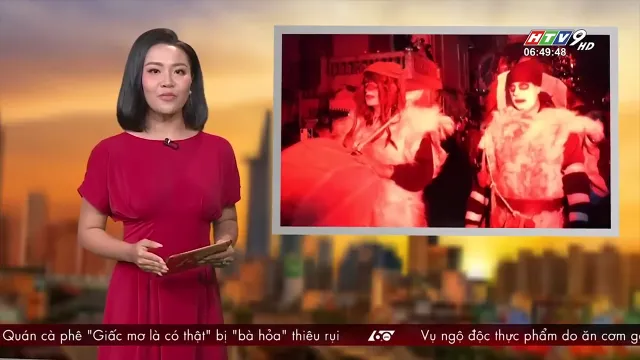 HTV9 HD
06:49:48
Quán cà phê "Giấc mơ là có thật" bị "bà hỏa" thiêu rụi
60
Vụ ngộ độc thực phẩm do ăn cơm g